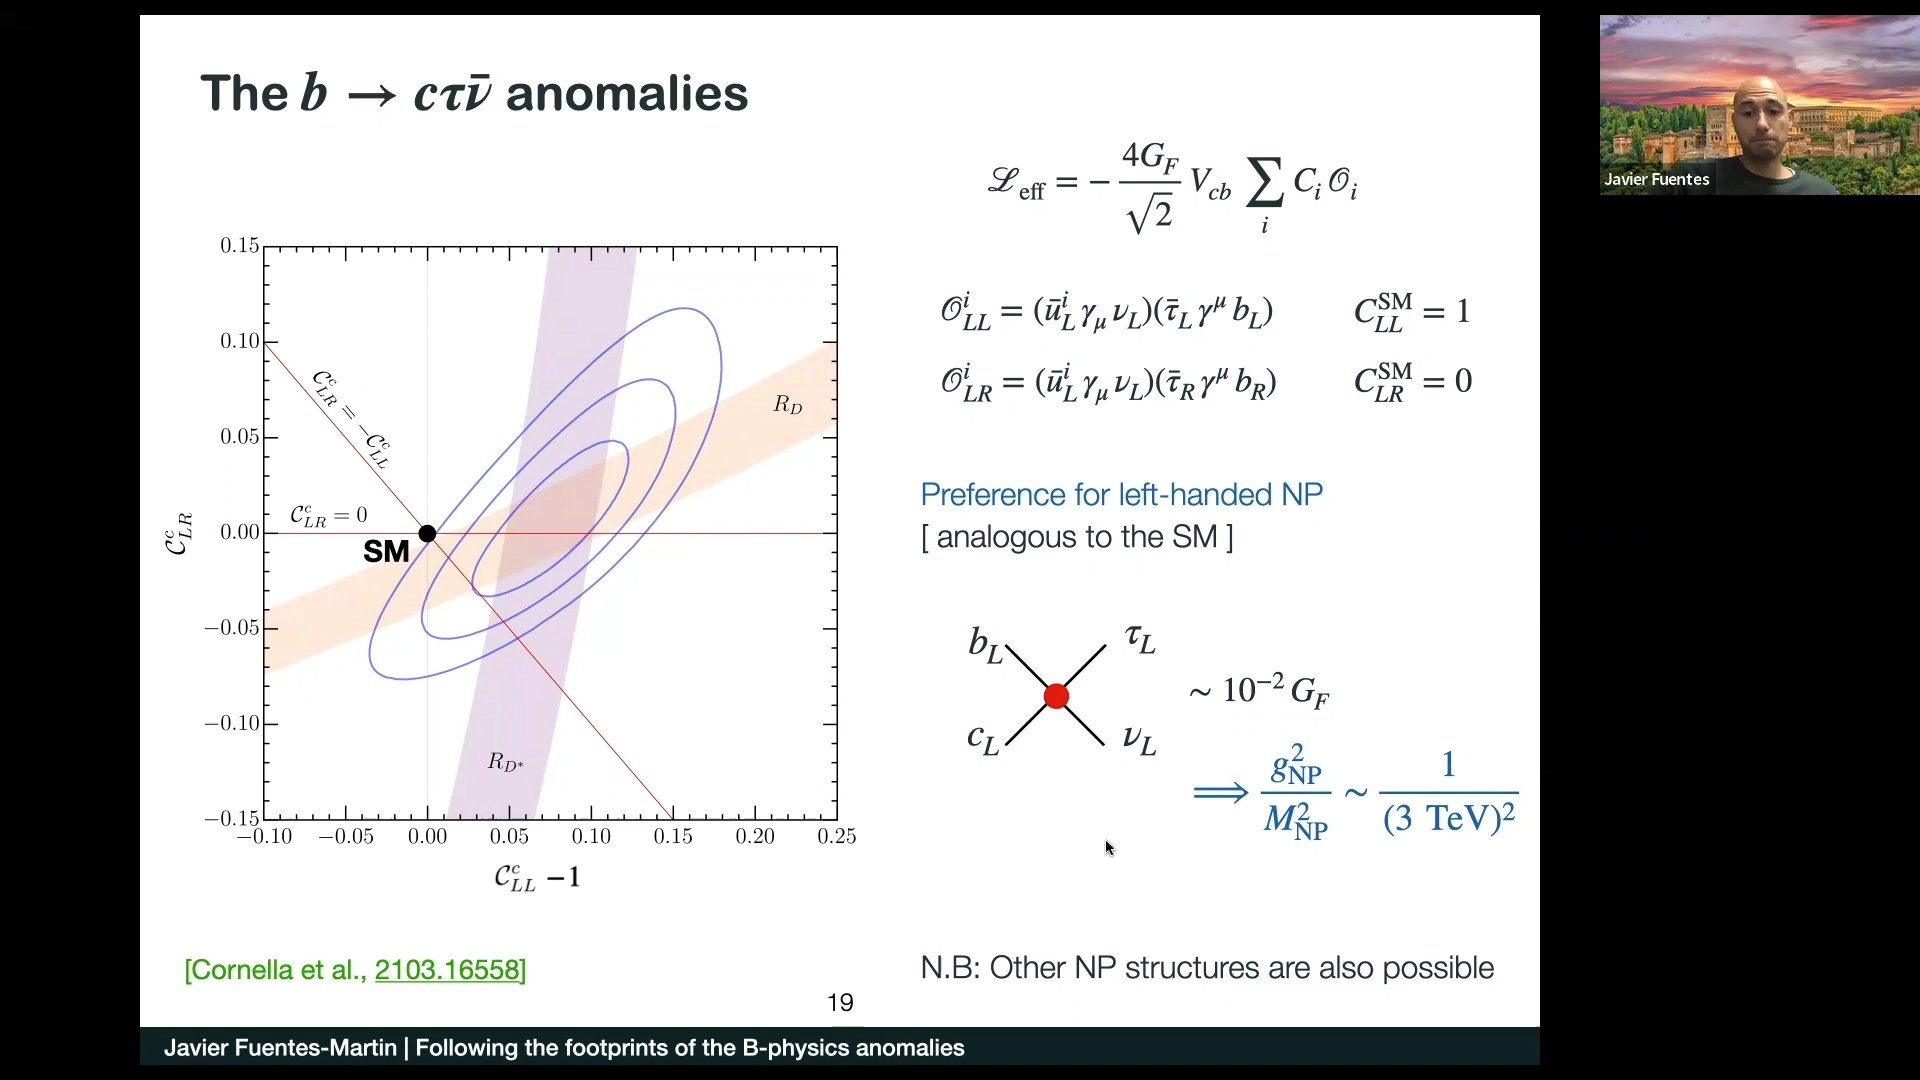 The b → cτν̄ anomalies
Javier Fuentes
ℒ_eff = − 4G_F/√2 V_cb ∑_i C_i 𝒪_i
𝒪^i_LL = (ū^i_L γ_μ ν_L)(τ̄_L γ^μ b_L) C^SM_LL = 1
𝒪^i_LR = (ū^i_L γ_μ ν_L)(τ̄_R γ^μ b_R) C^SM_LR = 0
Preference for left-handed NP
[ analogous to the SM ]
b_L τ_L
∼ 10^−2 G_F
c_L ν_L
⟹ g²_NP/M²_NP ∼ 1/(3 TeV)²
0.15
0.10
0.05
0.00
−0.05
−0.10
−0.15
𝒞^c_LR
𝒞^c_LR = −𝒞^c_LL
R_D
𝒞^c_LR = 0
SM
R_D*
−0.10 −0.05 0.00 0.05 0.10 0.15 0.20 0.25
𝒞^c_LL −1
[Cornella et al., 2103.16558]
N.B: Other NP structures are also possible
19
Javier Fuentes-Martin | Following the footprints of the B-physics anomalies